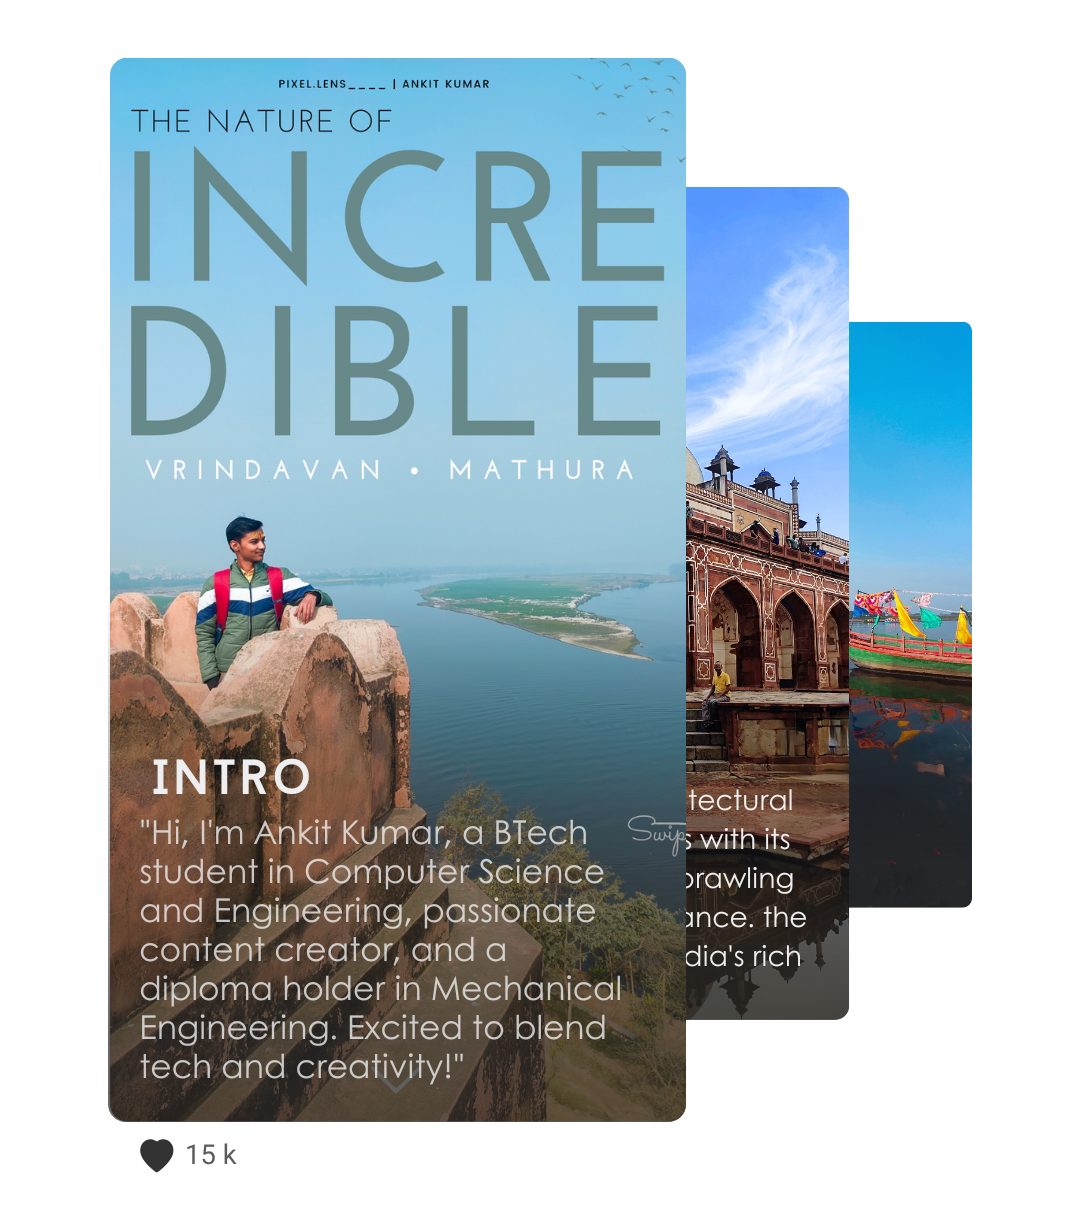 PIXEL.LENS____ | ANKIT KUMAR
THE NATURE OF
INCRE
DIBLE
VRINDAVAN • MATHURA
INTRO
"Hi, I'm Ankit Kumar, a BTech
student in Computer Science
and Engineering, passionate
content creator, and a
diploma holder in Mechanical
Engineering. Excited to blend
tech and creativity!"
Swip
tectural
s with its
rawling
ance. the
dia's rich
15 k